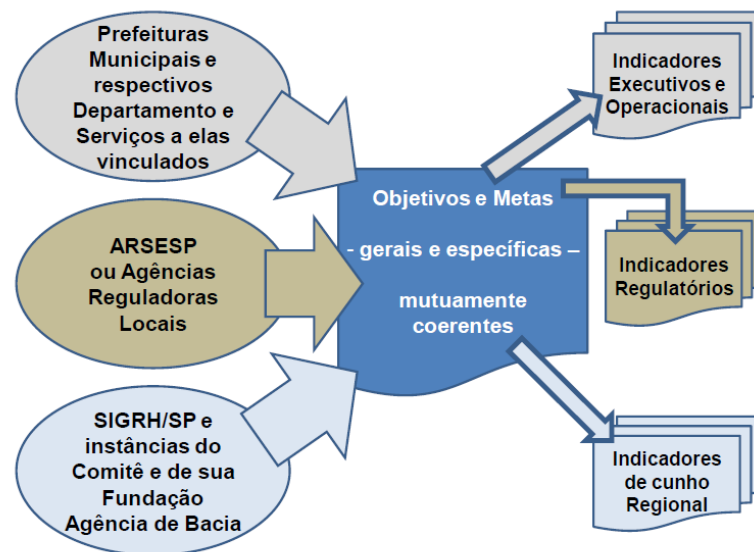 Prefeituras
Municipais e
respectivos
Departamento e
Serviços a elas
vinculados
ARSESP
ou Agências
Reguladoras
Locais
SIGRH/SP e
instâncias do
Comitê e de sua
Fundação
Agência de Bacia
Objetivos e Metas
- gerais e específicas –
mutuamente
coerentes
Indicadores
Executivos e
Operacionais
Indicadores
Regulatórios
Indicadores
de cunho
Regional